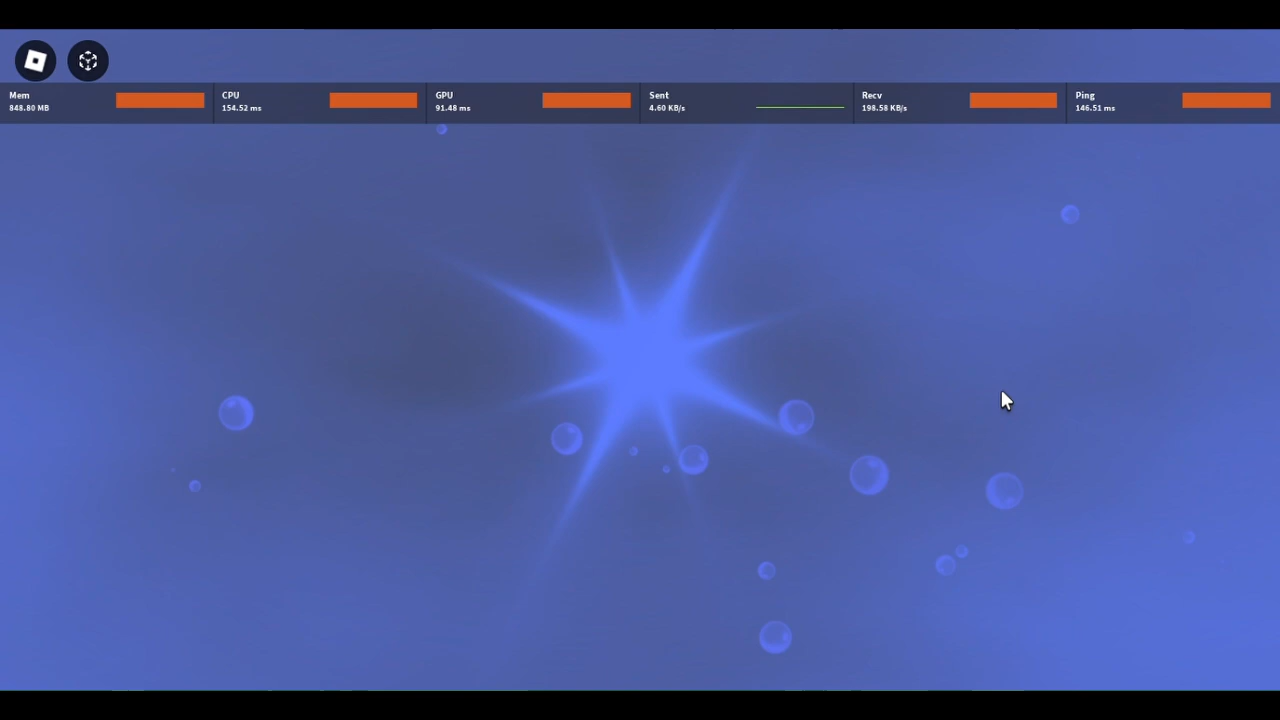 Mem
848.80 MB
CPU
154.52 ms
GPU
91.48 ms
Sent
4.60 KB/s
Recv
198.58 KB/s
Ping
146.51 ms